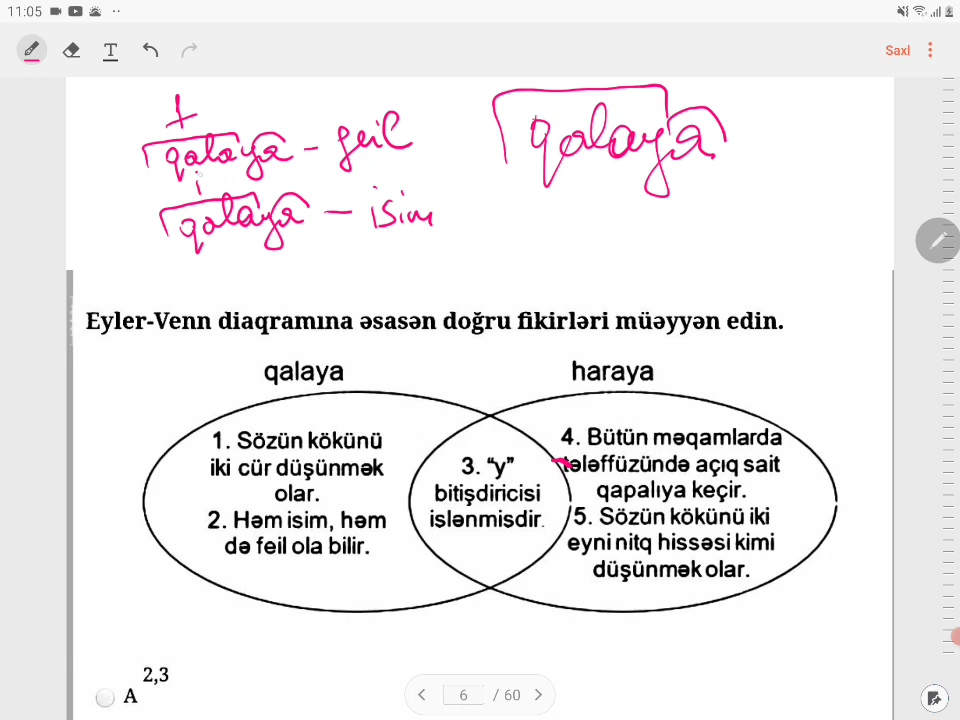 11:05
T
Saxl
qalaya - feil
qalaya
qalaya - isim
Eyler-Venn diaqramına əsasən doğru fikirləri müəyyən edin.
qalaya
haraya
1. Sözün kökünü
iki cür düşünmək
olar.
2. Həm isim, həm
də feil ola bilir.
3. "y"
bitişdiricisi
islənmisdir.
4. Bütün məqamlarda
tələffüzündə açıq sait
qapalıya keçir.
5. Sözün kökünü iki
eyni nitq hissəsi kimi
düşünmək olar.
2,3
A
6 / 60